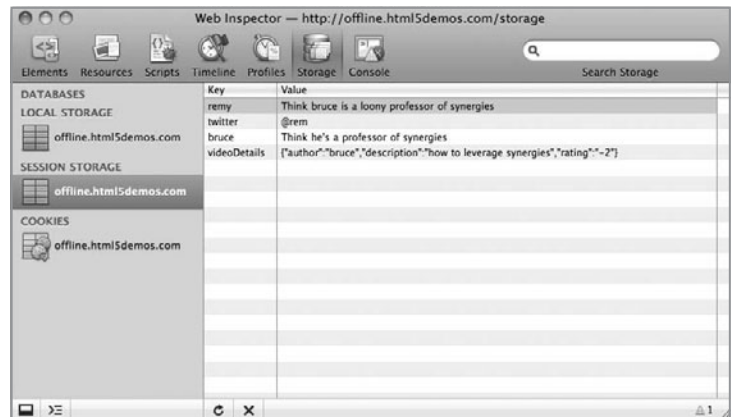 Web Inspector — http://offline.html5demos.com/storage
Elements Resources Scripts Timeline Profiles Storage Console Search Storage
DATABASES
LOCAL STORAGE
offline.html5demos.com
SESSION STORAGE
offline.html5demos.com
COOKIES
offline.html5demos.com
Key Value
remy Think bruce is a loony professor of synergies
twitter @rem
bruce Think he's a professor of synergies
videoDetails {"author":"bruce","description":"how to leverage synergies","rating":"-2"}
1